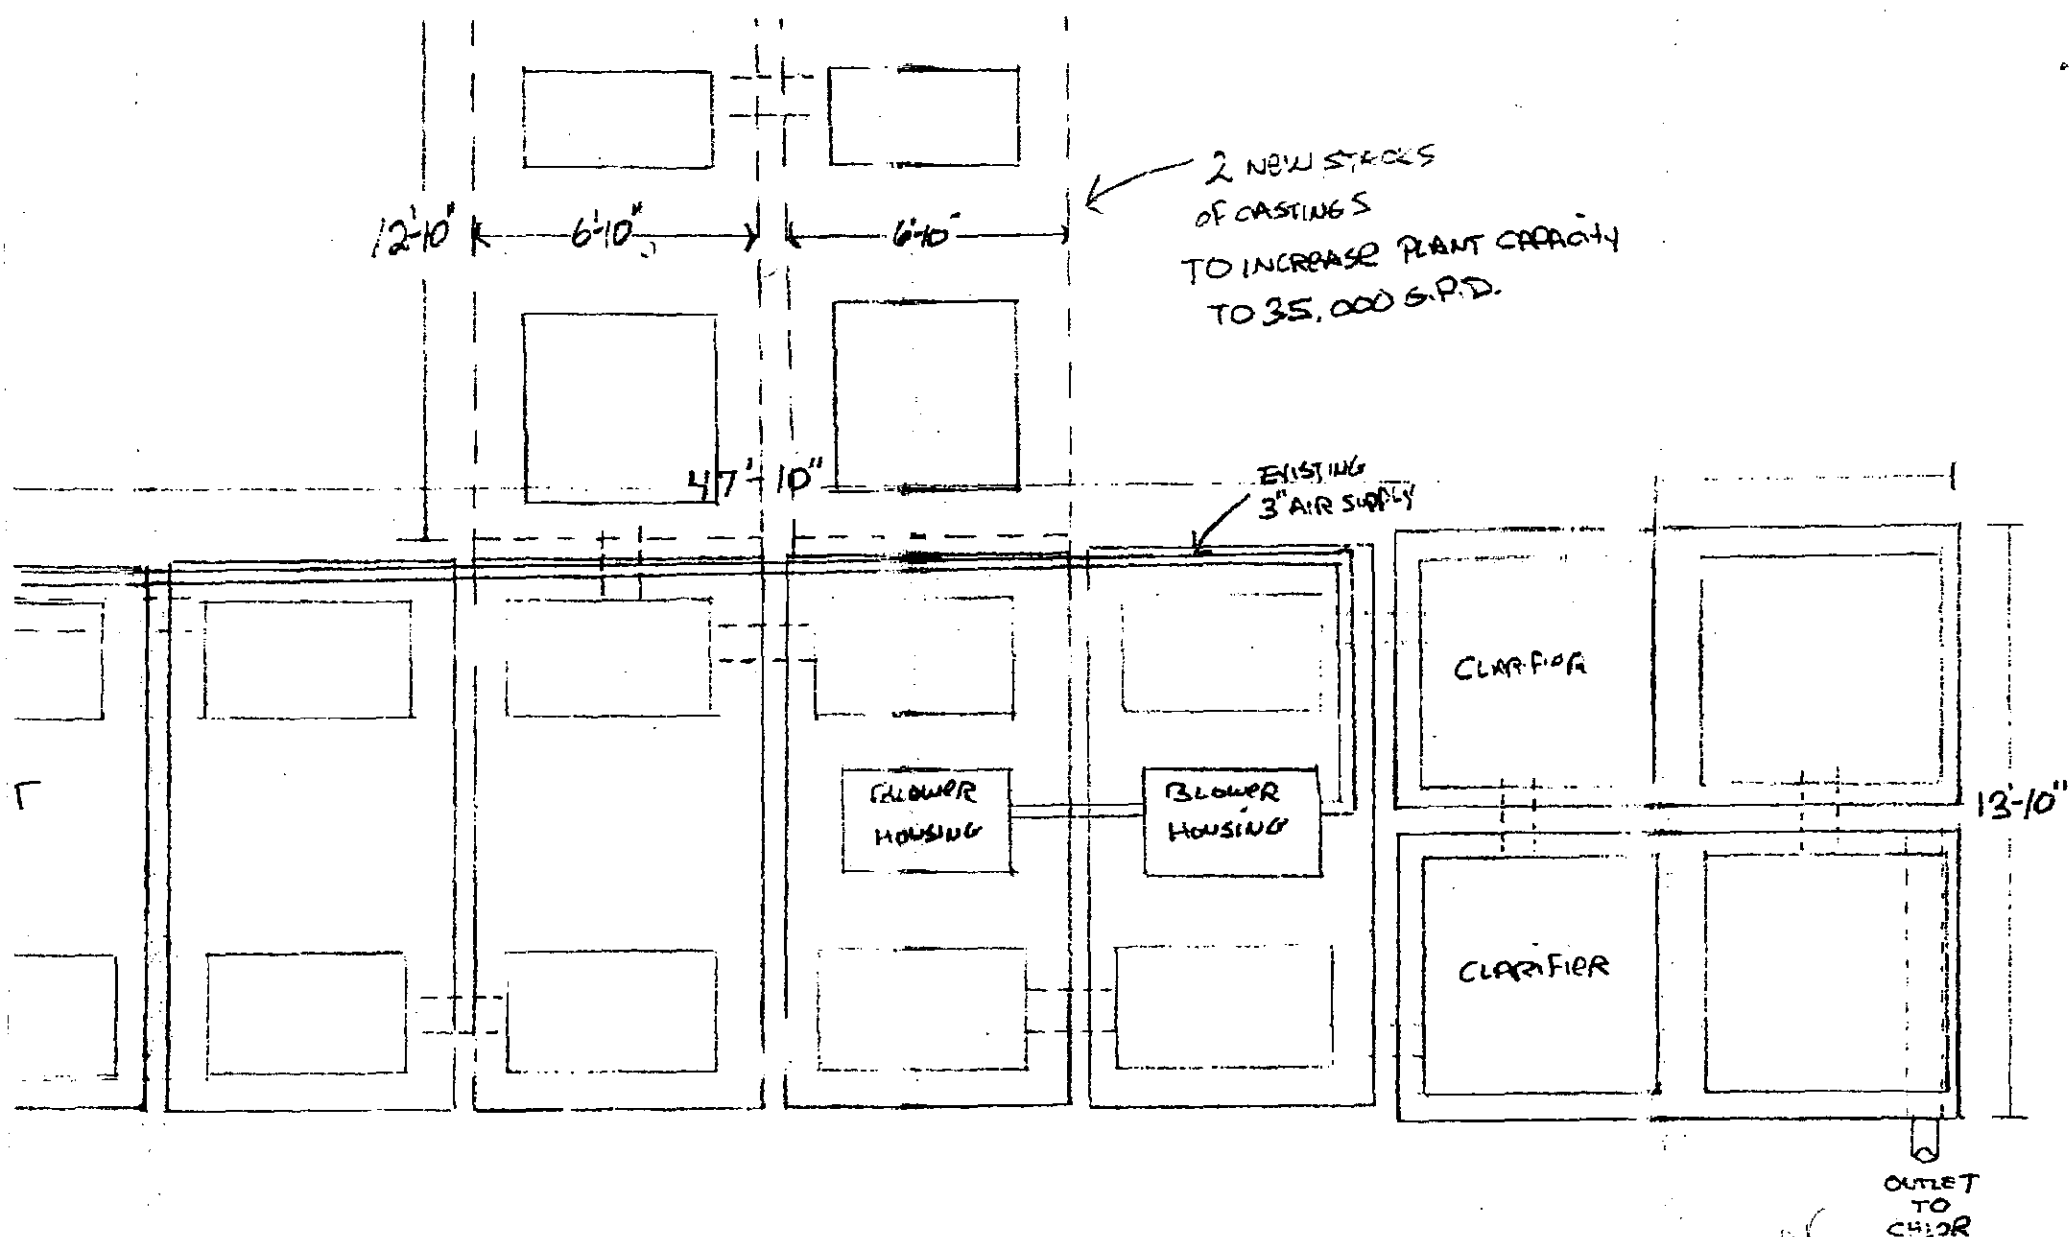 2 NEW STACKS
OF CASTINGS
TO INCREASE PLANT CAPACITY
TO 35,000 G.P.D.
12'-10"
6'-10"
6'-10"
47'-10"
EXISTING
3" AIR SUPPLY
CLARIFIER
BLOWER
HOUSING
BLOWER
HOUSING
13'-10"
CLARIFIER
OUTLET
TO
CHLOR